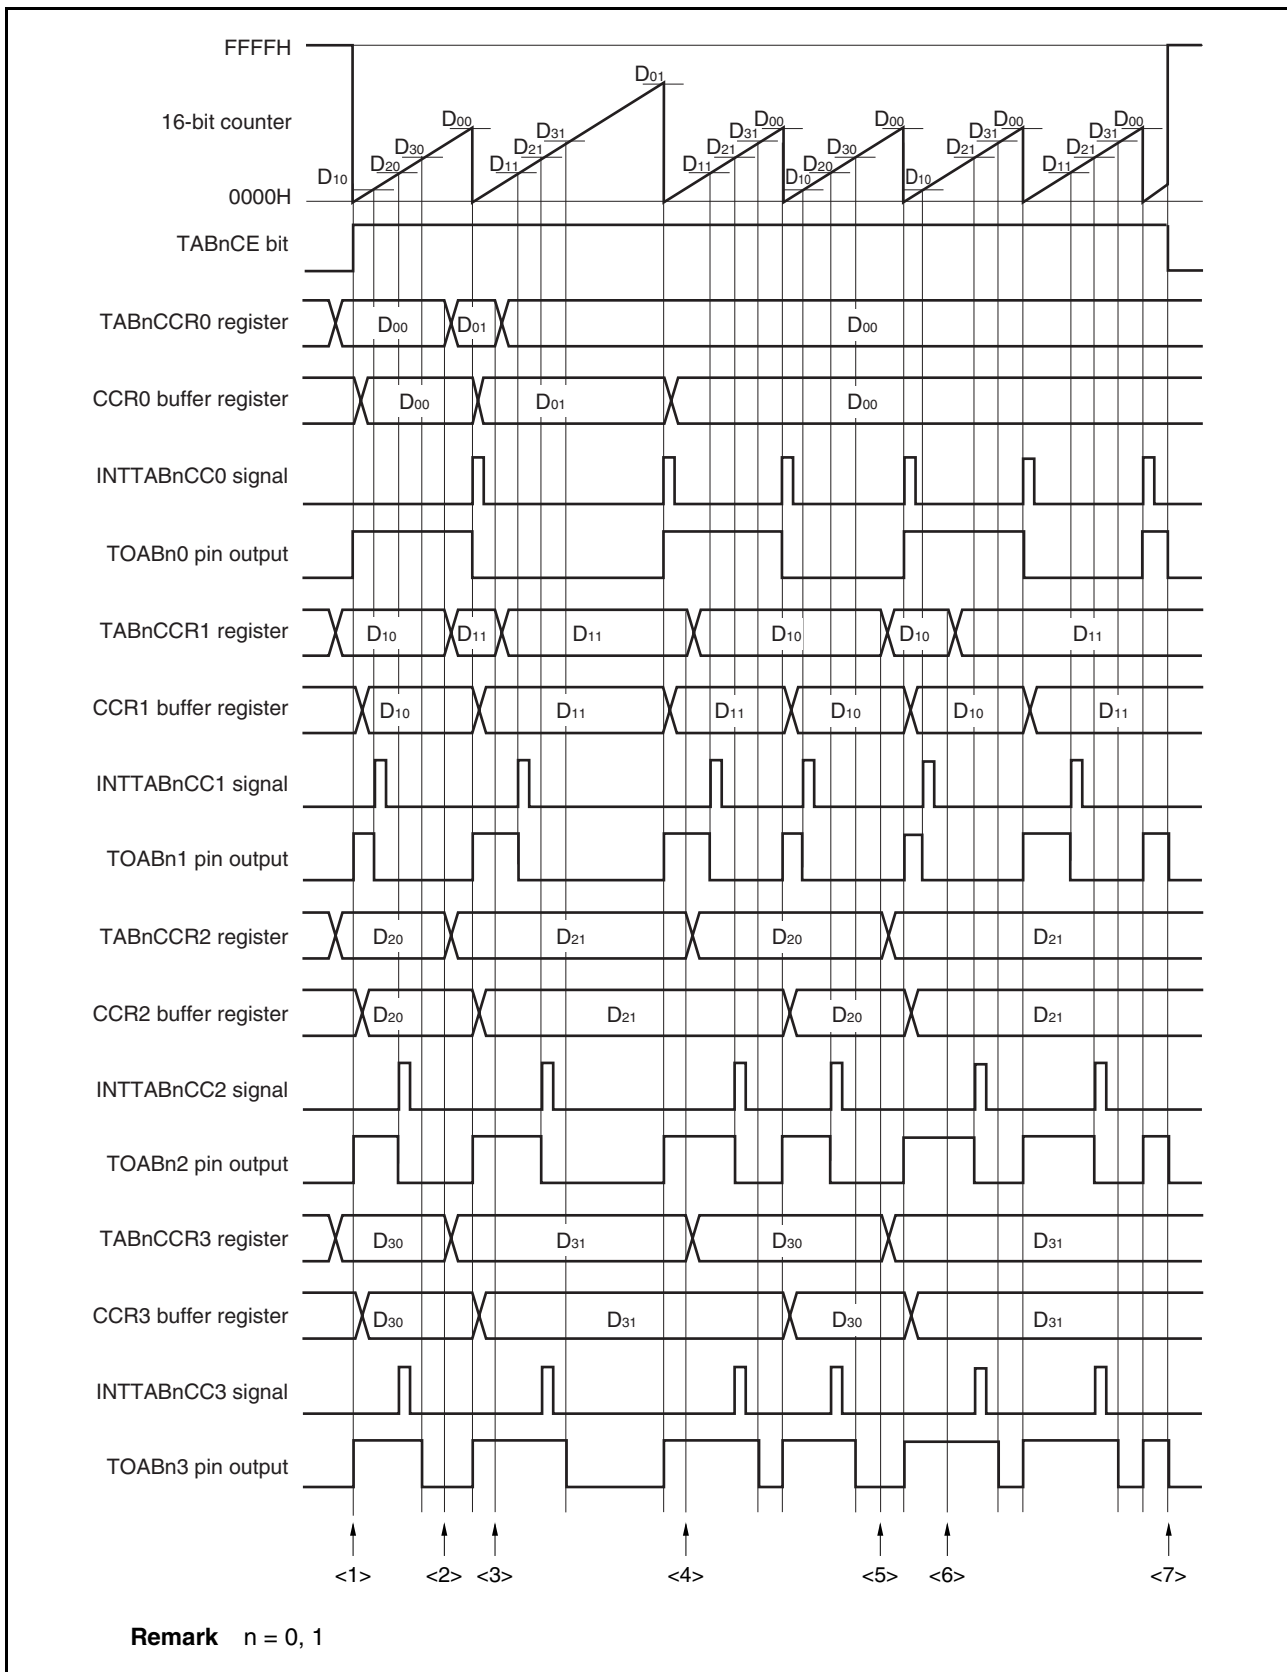 FFFFH
D01
16-bit counter
D00 D00 D00 D00 D00
D30 D31 D31 D30 D31 D31
D20 D21 D21 D21 D21
D10 D11 D11 D10 D20 D10 D11
0000H
TABnCE bit
TABnCCR0 register D00 D01 D00
CCR0 buffer register D00 D01 D00
INTTABnCC0 signal
TOABn0 pin output
TABnCCR1 register D10 D11 D11 D10 D10 D11
CCR1 buffer register D10 D11 D11 D10 D10 D11
INTTABnCC1 signal
TOABn1 pin output
TABnCCR2 register D20 D21 D20 D21
CCR2 buffer register D20 D21 D20 D21
INTTABnCC2 signal
TOABn2 pin output
TABnCCR3 register D30 D31 D30 D31
CCR3 buffer register D30 D31 D30 D31
INTTABnCC3 signal
TOABn3 pin output
<1> <2> <3> <4> <5> <6> <7>
Remark n = 0, 1